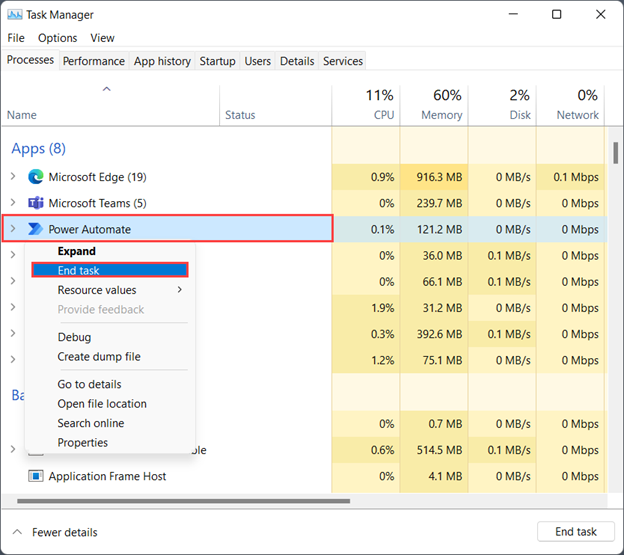 Task Manager
File Options View
Processes Performance App history Startup Users Details Services
11% 60% 2% 0%
Name Status CPU Memory Disk Network
Apps (8)
Microsoft Edge (19) 0.9% 916.3 MB 0 MB/s 0.1 Mbps
Microsoft Teams (5) 0% 239.7 MB 0 MB/s 0 Mbps
Power Automate 0.1% 121.2 MB 0 MB/s 0 Mbps
Expand 0% 36.0 MB 0.1 MB/s 0 Mbps
End task
Resource values 0% 66.1 MB 0.1 MB/s 0 Mbps
Provide feedback 1.9% 31.2 MB 0 MB/s 0 Mbps
Debug 0.3% 392.6 MB 0.1 MB/s 0 Mbps
Create dump file 1.2% 75.1 MB 0 MB/s 0 Mbps
Go to details
Ba
Open file location
Search online 0% 0.7 MB 0 MB/s 0 Mbps
Properties
ble 0.6% 514.5 MB 0.1 MB/s 0 Mbps
Application Frame Host 0% 4.1 MB 0 MB/s 0 Mbps
Fewer details End task